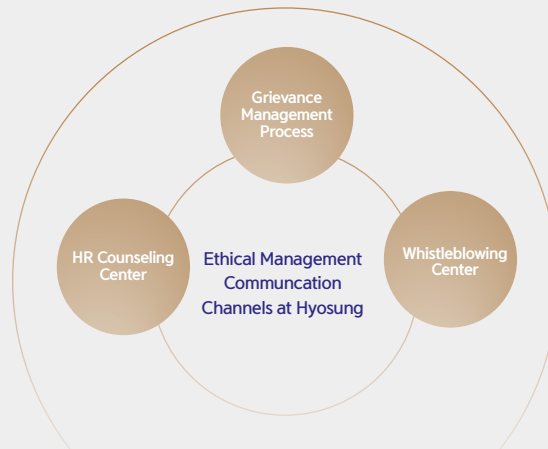 Grievance
Management
Process
HR Counseling
Center
Ethical Management
Communcation
Channels at Hyosung
Whistleblowing
Center